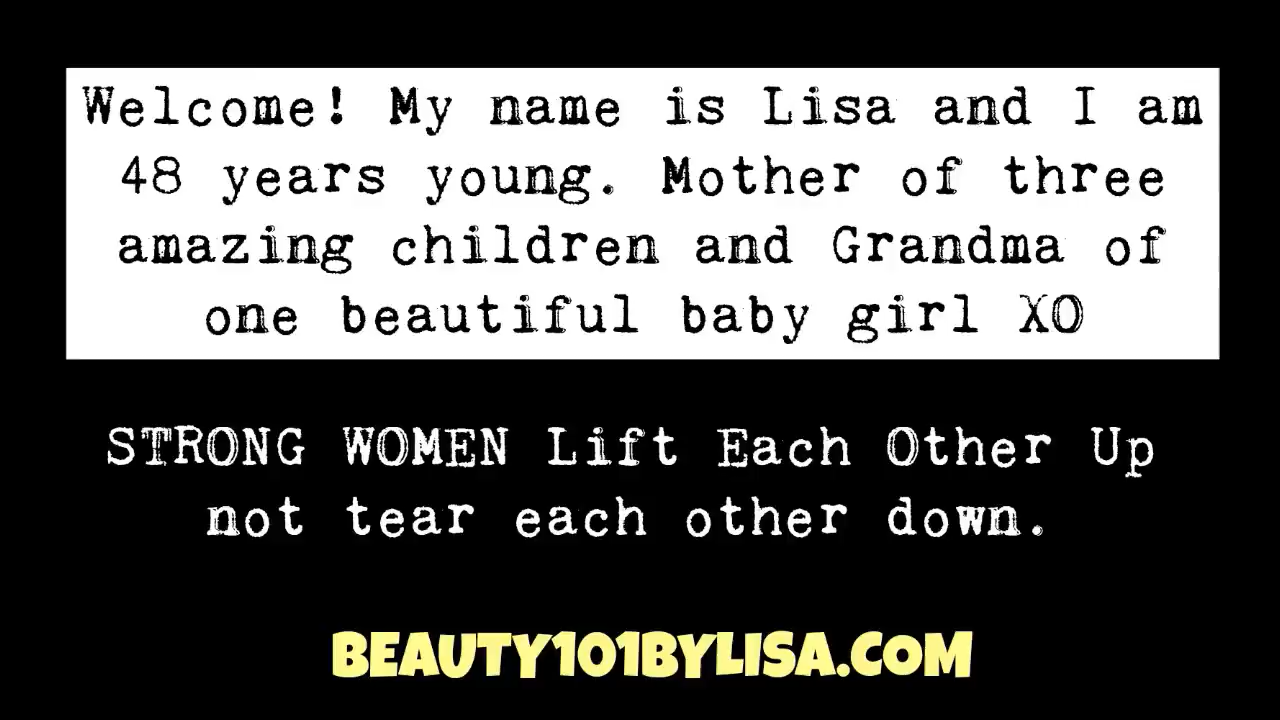 Welcome! My name is Lisa and I am
48 years young. Mother of three
amazing children and Grandma of
one beautiful baby girl XO
STRONG WOMEN Lift Each Other Up
not tear each other down.
BEAUTY101BYLISA.COM